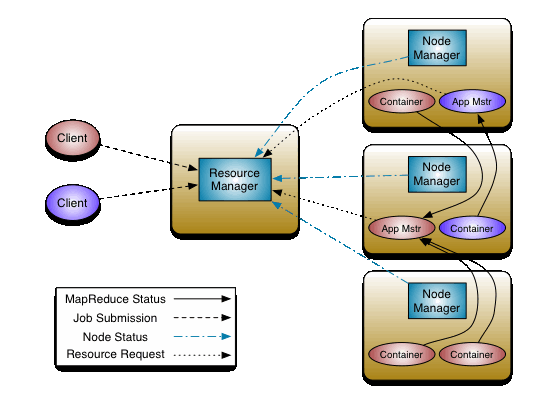 Client
Client
Resource
Manager
Node
Manager
Container
App Mstr
Node
Manager
App Mstr
Container
Node
Manager
Container
Container
MapReduce Status
Job Submission
Node Status
Resource Request